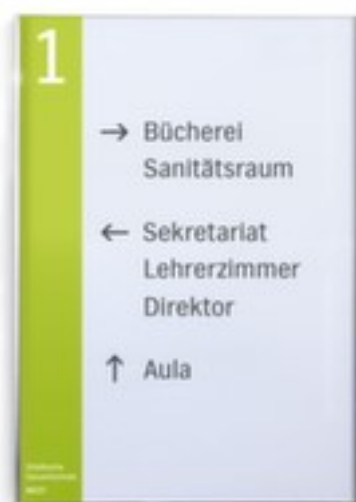 1
→ Bücherei
Sanitätsraum
← Sekretariat
Lehrerzimmer
Direktor
↑ Aula